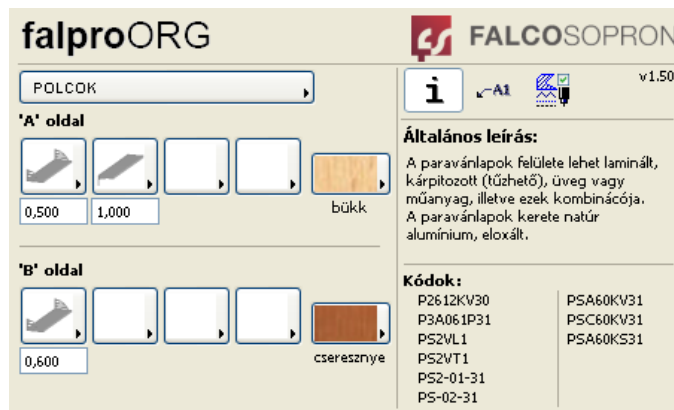 falproORG
FALCOSOPRON
POLCOK
i
A1
v1.50
'A' oldal
0,500
1,000
bükk
'B' oldal
0,600
cseresznye
Általános leírás:
A paravánlapok felülete lehet laminált,
kárpitozott (tűzhető), üveg vagy
műanyag, illetve ezek kombinácója.
A paravánlapok kerete natúr
alumínium, eloxált.
Kódok:
P2612KV30
P3A061P31
PS2VL1
PS2VT1
PS2-01-31
PS-02-31
PSA60KV31
PSC60KV31
PSA60KS31